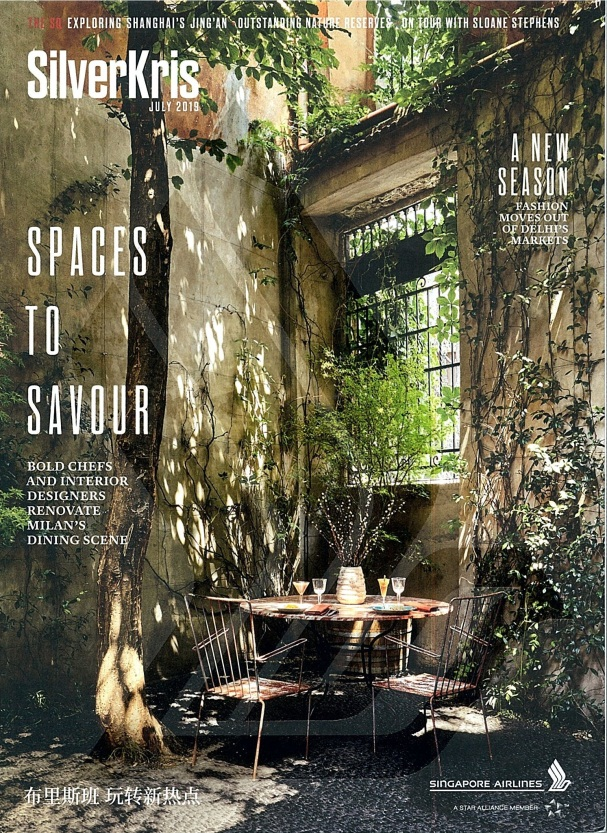 THE SQ EXPLORING SHANGHAI'S JING'AN OUTSTANDING NATURE RESERVES ON TOUR WITH SLOANE STEPHENS
SilverKris
JULY 2019
A NEW
SEASON
FASHION
MOVES OUT
OF DELHI'S
MARKETS
SPACES
TO
SAVOUR
BOLD CHEFS
AND INTERIOR
DESIGNERS
RENOVATE
MILAN'S
DINING SCENE
布里斯班 玩转新热点
SINGAPORE AIRLINES
A STAR ALLIANCE MEMBER